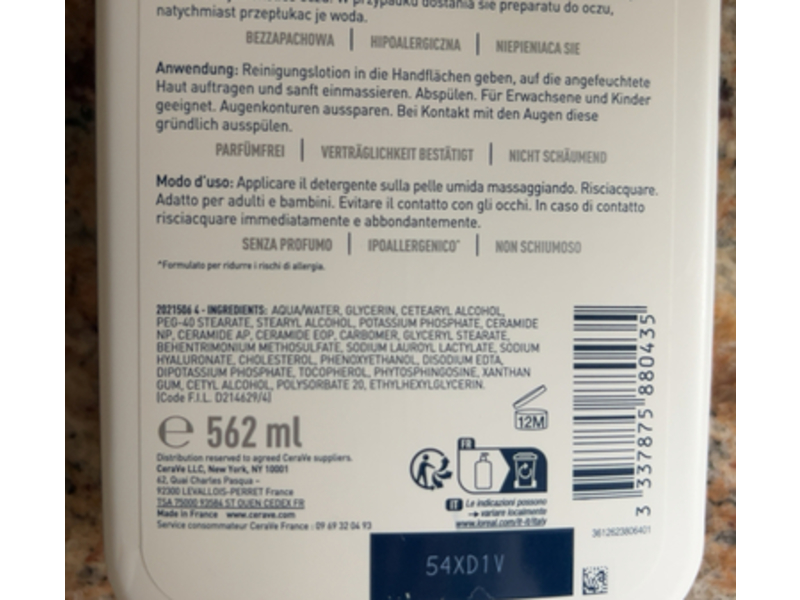 W przypadku dostania się preparatu do oczu,
natychmiast przepłukac je woda.
BEZZAPACHOWA | HIPOALERGICZNA | NIEPIENIACA SIE
Anwendung: Reinigungslotion in die Handflächen geben, auf die angefeuchtete
Haut auftragen und sanft einmassieren. Abspülen. Für Erwachsene und Kinder
geeignet. Augenkonturen aussparen. Bei Kontakt mit den Augen diese
gründlich ausspülen.
PARFÜMFREI | VERTRÄGLICHKEIT BESTÄTIGT | NICHT SCHÄUMEND
Modo d'uso: Applicare il detergente sulla pelle umida massaggiando. Risciacquare.
Adatto per adulti e bambini. Evitare il contatto con gli occhi. In caso di contatto
risciacquare immediatamente e abbondantemente.
SENZA PROFUMO | IPOALLERGENICO* | NON SCHIUMOSO
*Formulato per ridurre i rischi di allergia.
2021506 4 - INGREDIENTS: AQUA/WATER, GLYCERIN, CETEARYL ALCOHOL,
PEG-40 STEARATE, STEARYL ALCOHOL, POTASSIUM PHOSPHATE, CERAMIDE
NP, CERAMIDE AP, CERAMIDE EOP, CARBOMER, GLYCERYL STEARATE,
BEHENTRIMONIUM METHOSULFATE, SODIUM LAUROYL LACTYLATE, SODIUM
HYALURONATE, CHOLESTEROL, PHENOXYETHANOL, DISODIUM EDTA,
DIPOTASSIUM PHOSPHATE, TOCOPHEROL, PHYTOSPHINGOSINE, XANTHAN
GUM, CETYL ALCOHOL, POLYSORBATE 20, ETHYLHEXYLGLYCERIN.
(Code F.I.L. D214629/4)
℮ 562 ml
12M
Distribution reserved to agreed CeraVe suppliers.
CeraVe LLC, New York, NY 10001
62, Quai Charles Pasqua -
92300 LEVALLOIS-PERRET France
TSA 75000 93584 ST OUEN CEDEX FR
Made in France www.cerave.com
Service consommateur CeraVe France : 09 69 32 04 93
FR
IT Le indicazioni possono
variare localmente
www.loreal.com/it-it/italy
3 337875 880435
3612623806401
54XD1V